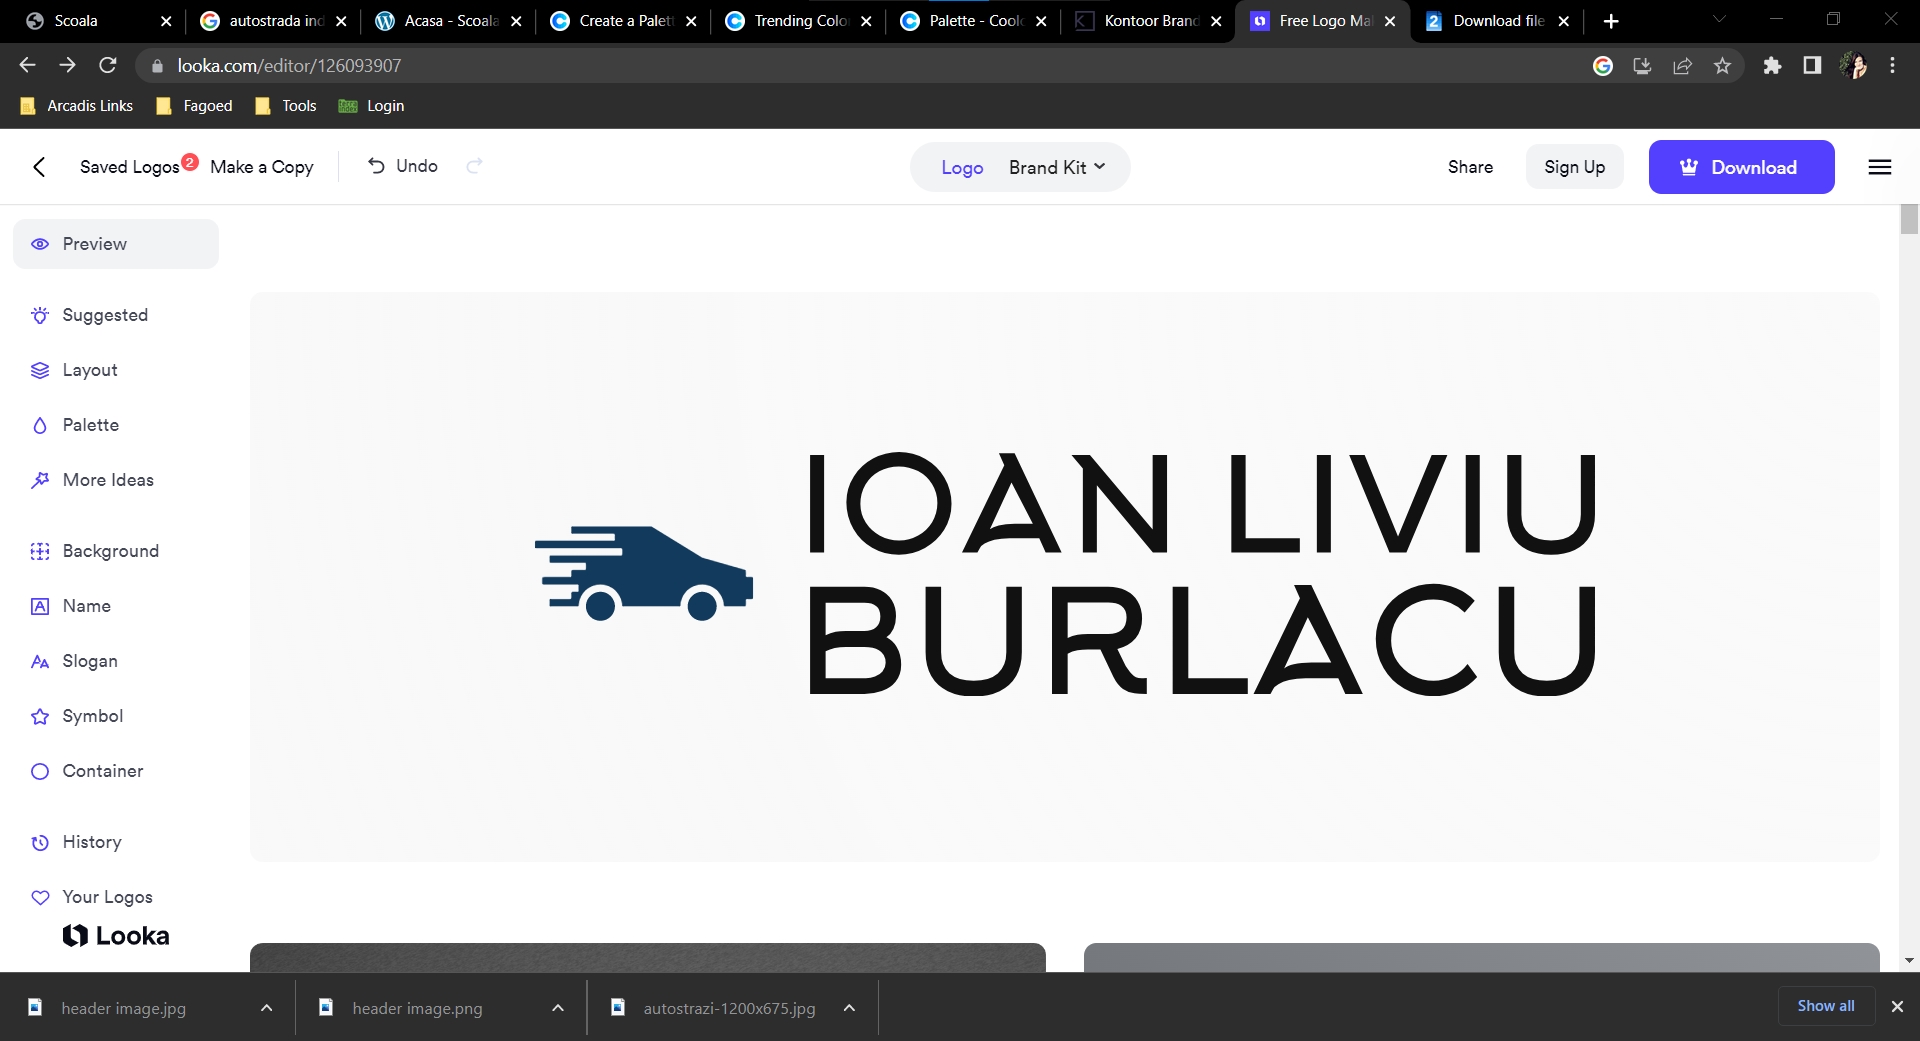 Scoala
autostrada ind
Acasa - Scoala
Create a Palett
Trending Color
Palette - Coolo
Kontoor Brand
Free Logo Mak
Download file
looka.com/editor/126093907
Arcadis Links
Fagoed
Tools
Login
Saved Logos 2
Make a Copy
Undo
Logo
Brand Kit
Share
Sign Up
Download
Preview
Suggested
Layout
Palette
More Ideas
Background
Name
Slogan
Symbol
Container
History
Your Logos
Looka
IOAN LIVIU
BURLACU
header image.jpg
header image.png
autostrazi-1200x675.jpg
Show all